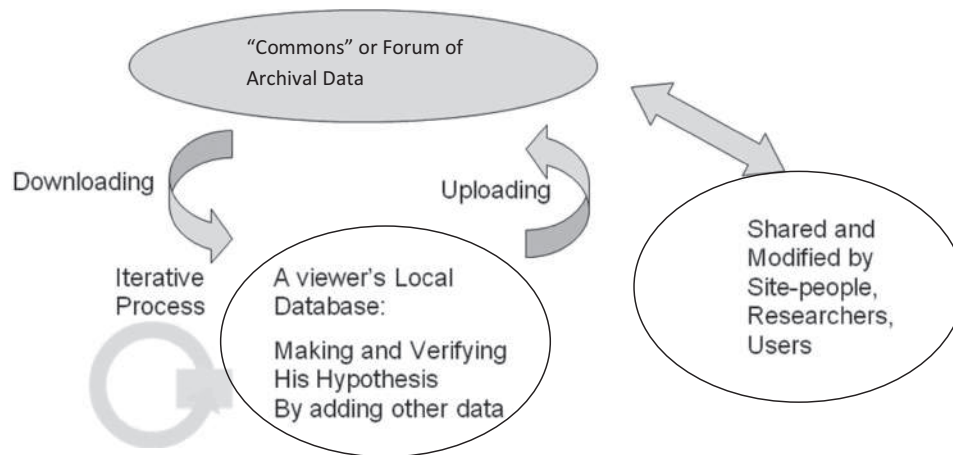 “Commons” or Forum of
Archival Data
Downloading
Uploading
Iterative
Process
A viewer's Local
Database:
Making and Verifying
His Hypothesis
By adding other data
Shared and
Modified by
Site-people,
Researchers,
Users